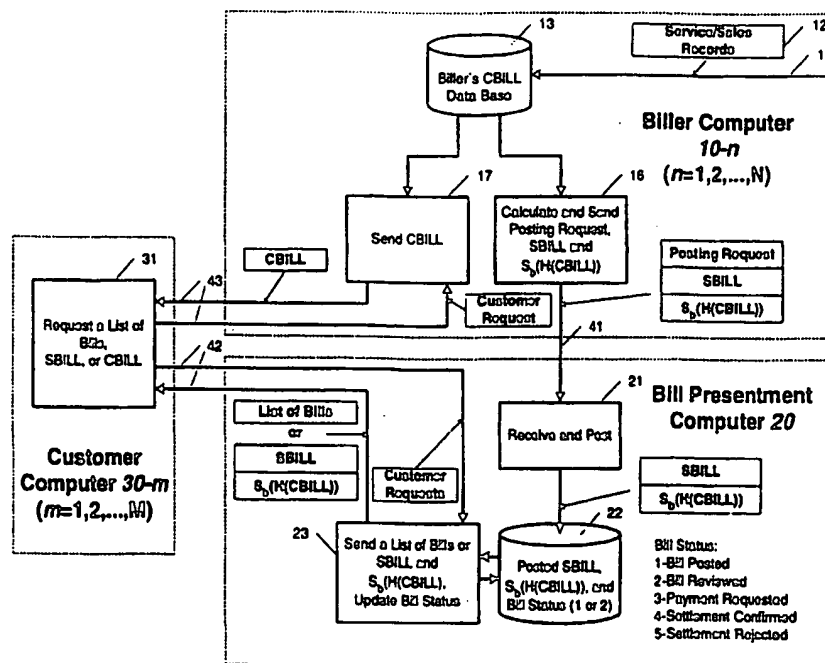 13
Service/Sales
Records
12
1
Biller's CBILL
Data Base
Biller Computer
10-n
(n=1,2,...,N)
17
16
Send CBILL
Calculate and Send
Posting Request,
SBILL and
S_b(H(CBILL))
31
43
CBILL
Customer
Request
Posting Request
SBILL
S_b(H(CBILL))
Request a List of
Bills,
SBILL, or CBILL
42
41
21
Bill Presentment
Computer 20
Receive and Post
List of Bills
or
SBILL
S_b(H(CBILL))
Customer
Requests
SBILL
S_b(H(CBILL))
Customer
Computer 30-m
(m=1,2,...,M)
23
22
Send a List of Bills or
SBILL and
S_b(H(CBILL),
Update Bill Status
Posted SBILL,
S_b(H(CBILL)), and
Bill Status (1 or 2)
Bill Status:
1-Bill Posted
2-Bill Reviewed
3-Payment Requested
4-Settlement Confirmed
5-Settlement Rejected